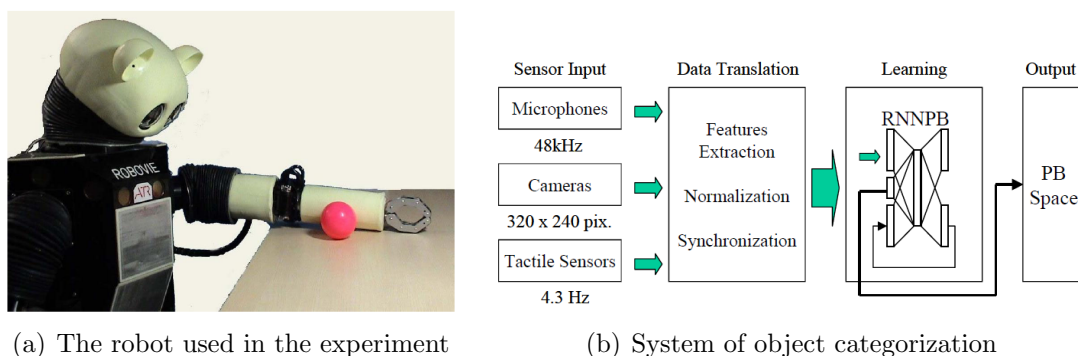 ROBOVIE
ATR
(a) The robot used in the experiment
Sensor Input
Data Translation
Learning
Output
Microphones
48kHz
Cameras
320 x 240 pix.
Tactile Sensors
4.3 Hz
Features
Extraction
Normalization
Synchronization
RNNPB
PB
Space
(b) System of object categorization